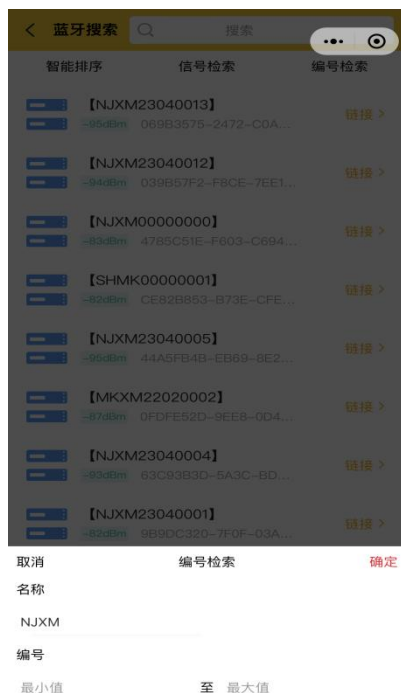 蓝牙搜索 搜索
智能排序 信号检索 编号检索
【NJXM23040013】
-95dBm 069B3575-2472-C0A...
链接
【NJXM23040012】
-94dBm 039B57F2-F8CE-7EE1...
链接
【NJXM00000000】
-83dBm 4785C51E-F603-C694...
链接
【SHMK00000001】
-82dBm CE82B853-B73E-CFE...
链接
【NJXM23040005】
-95dBm 44A5FB4B-EB69-8E2...
链接
【MKXM22020002】
-87dBm 0FDFE52D-9EE8-0D4...
链接
【NJXM23040004】
-93dBm 63C93B3D-5A3C-BD...
链接
【NJXM23040001】
-82dBm 9B9DC320-7F0F-03A...
链接
取消 编号检索 确定
名称
NJXM
编号
最小值 至 最大值